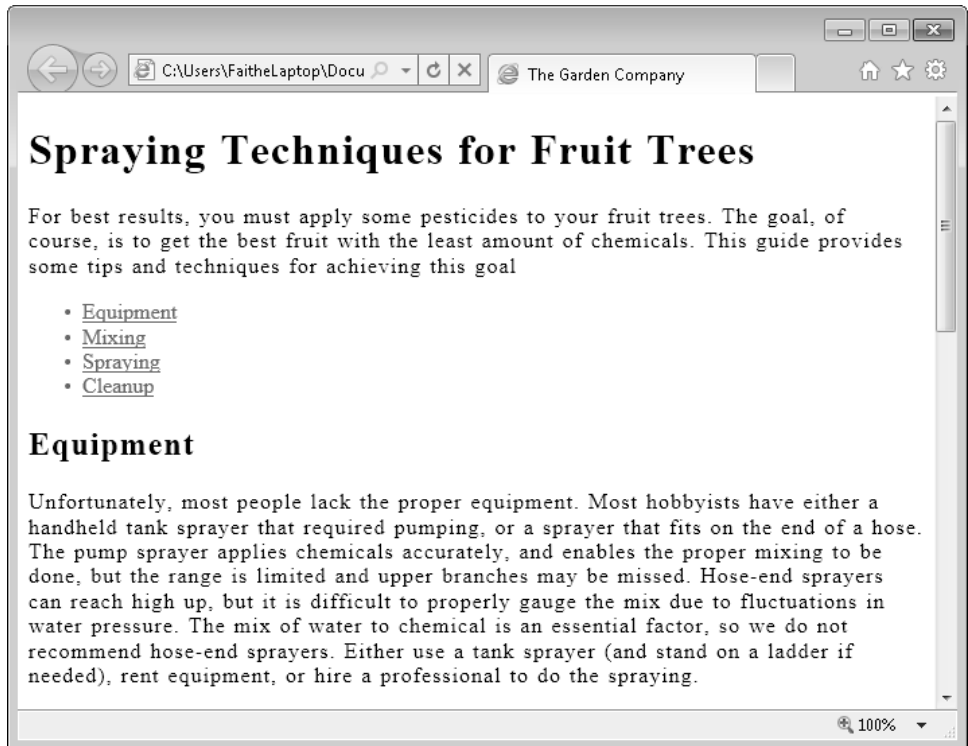 C:\Users\FaitheLaptop\Docu
The Garden Company
Spraying Techniques for Fruit Trees
For best results, you must apply some pesticides to your fruit trees. The goal, of
course, is to get the best fruit with the least amount of chemicals. This guide provides
some tips and techniques for achieving this goal
• Equipment
• Mixing
• Spraying
• Cleanup
Equipment
Unfortunately, most people lack the proper equipment. Most hobbyists have either a
handheld tank sprayer that required pumping, or a sprayer that fits on the end of a hose.
The pump sprayer applies chemicals accurately, and enables the proper mixing to be
done, but the range is limited and upper branches may be missed. Hose-end sprayers
can reach high up, but it is difficult to properly gauge the mix due to fluctuations in
water pressure. The mix of water to chemical is an essential factor, so we do not
recommend hose-end sprayers. Either use a tank sprayer (and stand on a ladder if
needed), rent equipment, or hire a professional to do the spraying.
100%